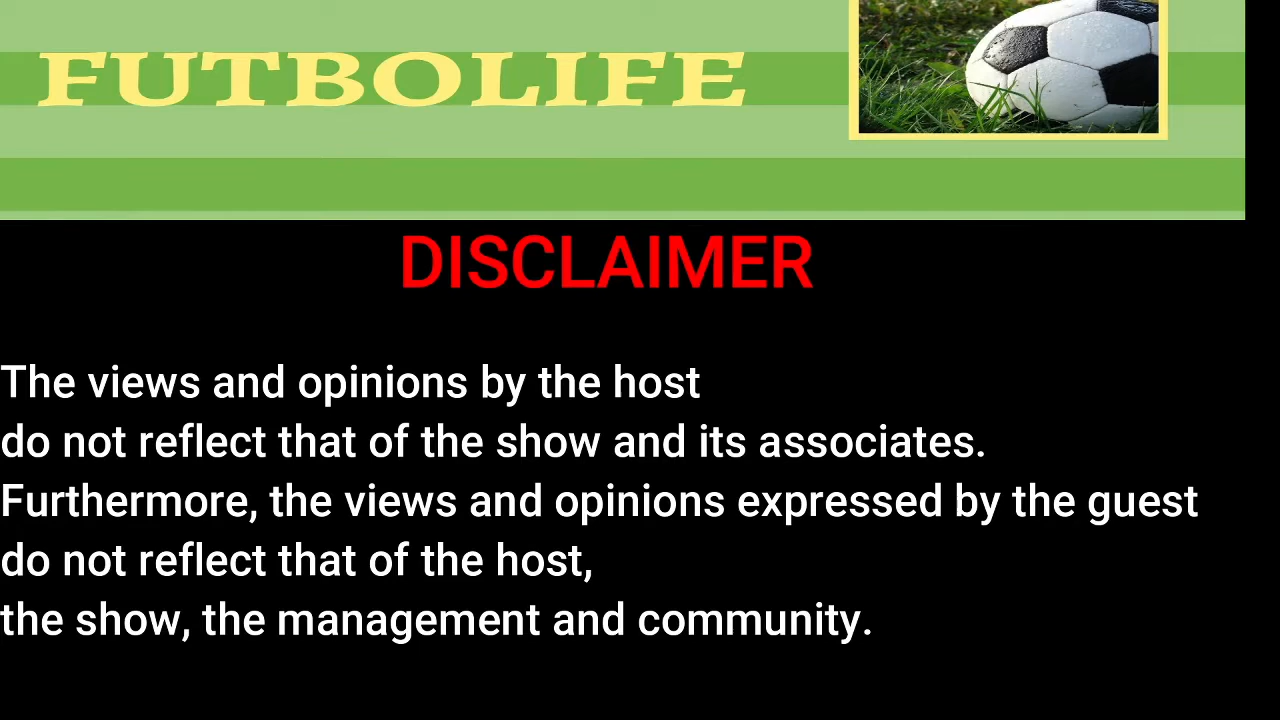 FUTBOLIFE
DISCLAIMER
The views and opinions by the host
do not reflect that of the show and its associates.
Furthermore, the views and opinions expressed by the guest
do not reflect that of the host,
the show, the management and community.